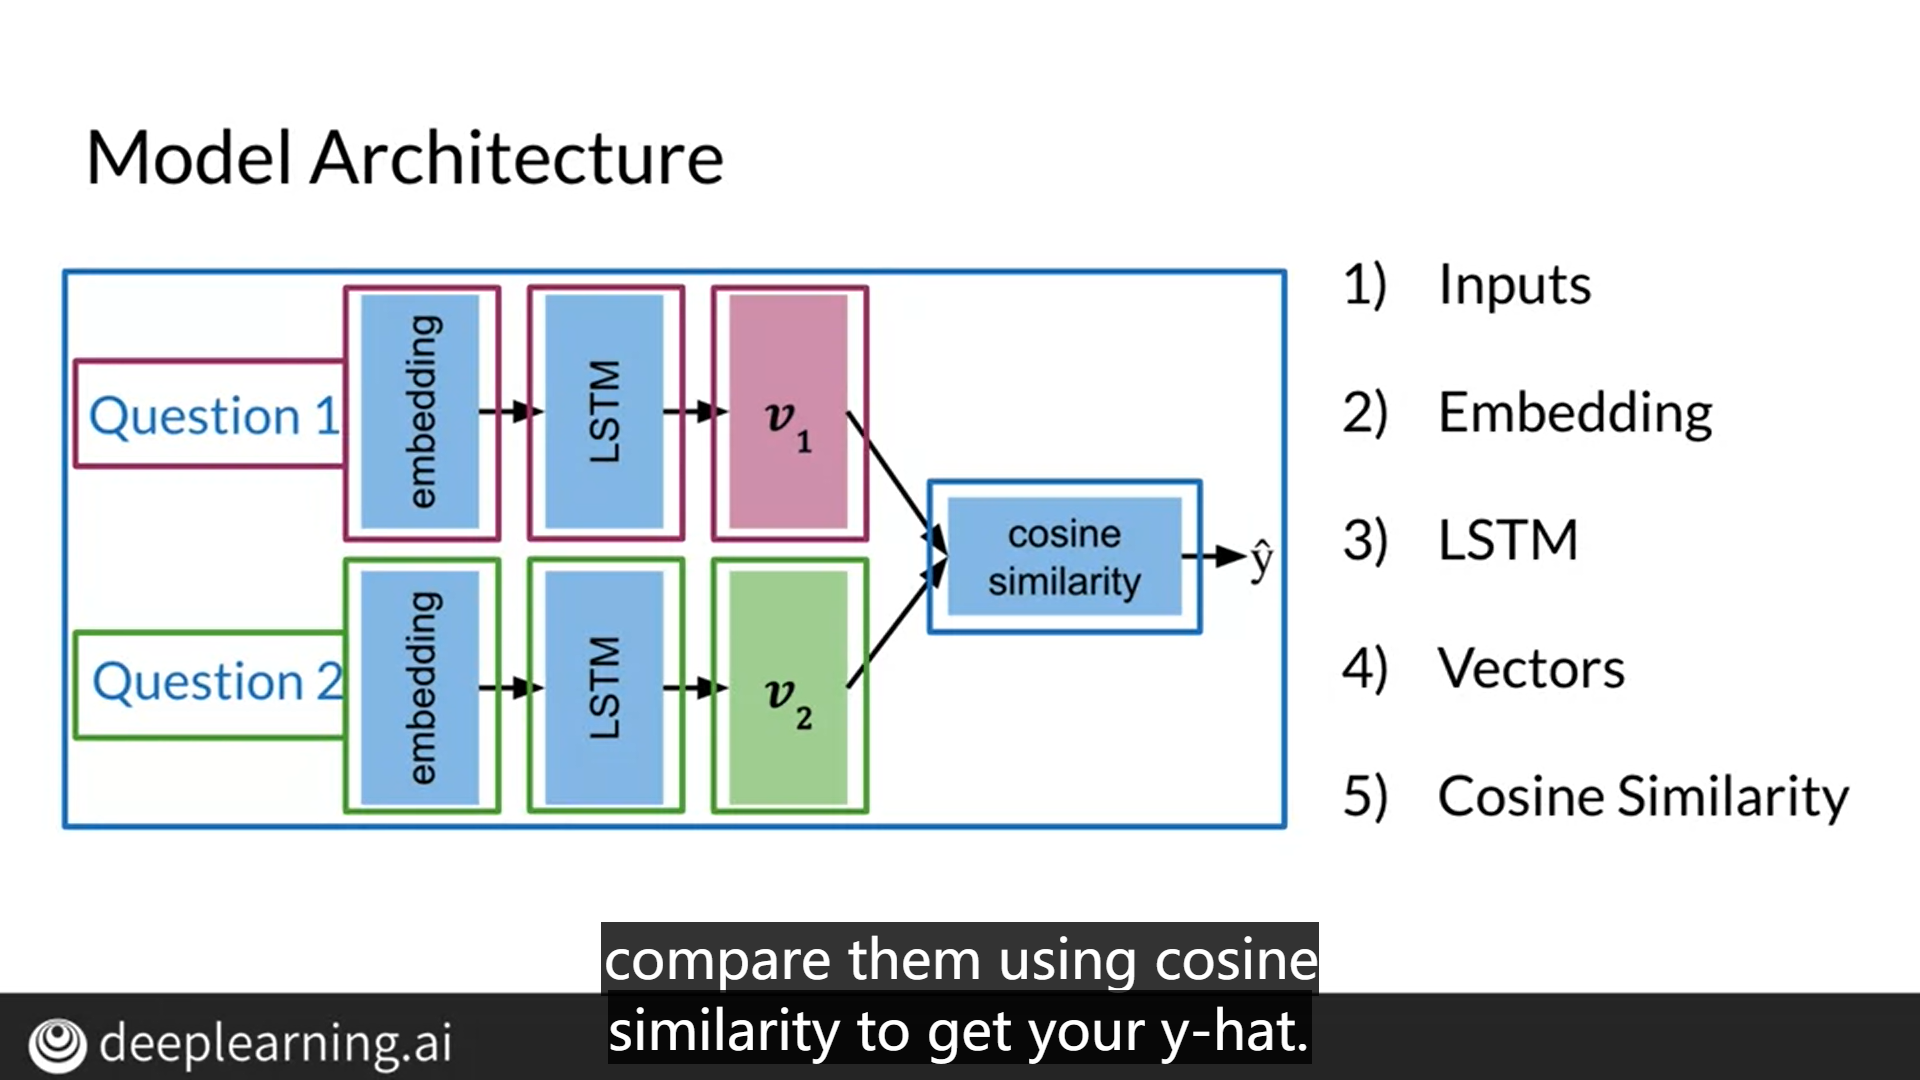 Model Architecture
Question 1
embedding
LSTM
v1
Question 2
embedding
LSTM
v2
cosine
similarity
ŷ
1) Inputs
2) Embedding
3) LSTM
4) Vectors
5) Cosine Similarity
compare them using cosine
similarity to get your y-hat.
deeplearning.ai